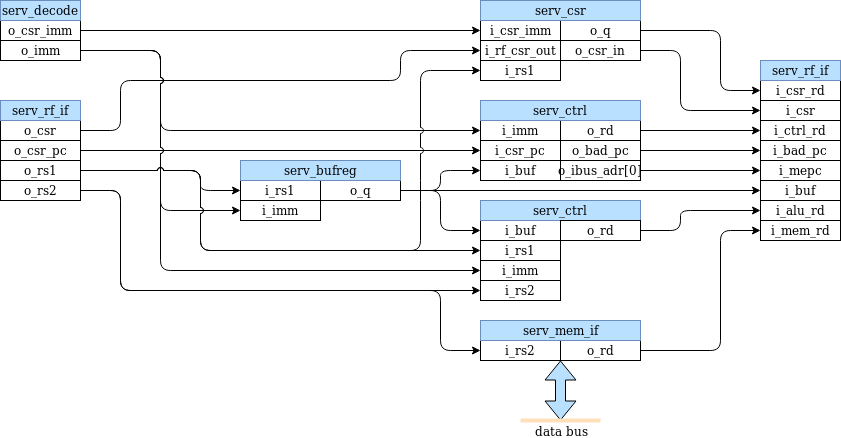 serv_decode
o_csr_imm
o_imm
serv_rf_if
o_csr
o_csr_pc
o_rs1
o_rs2
serv_bufreg
i_rs1 o_q
i_imm
serv_csr
i_csr_imm o_q
i_rf_csr_out o_csr_in
i_rs1
serv_ctrl
i_imm o_rd
i_csr_pc o_bad_pc
i_buf o_ibus_adr[0]
serv_ctrl
i_buf o_rd
i_rs1
i_imm
i_rs2
serv_mem_if
i_rs2 o_rd
data bus
serv_rf_if
i_csr_rd
i_csr
i_ctrl_rd
i_bad_pc
i_mepc
i_buf
i_alu_rd
i_mem_rd